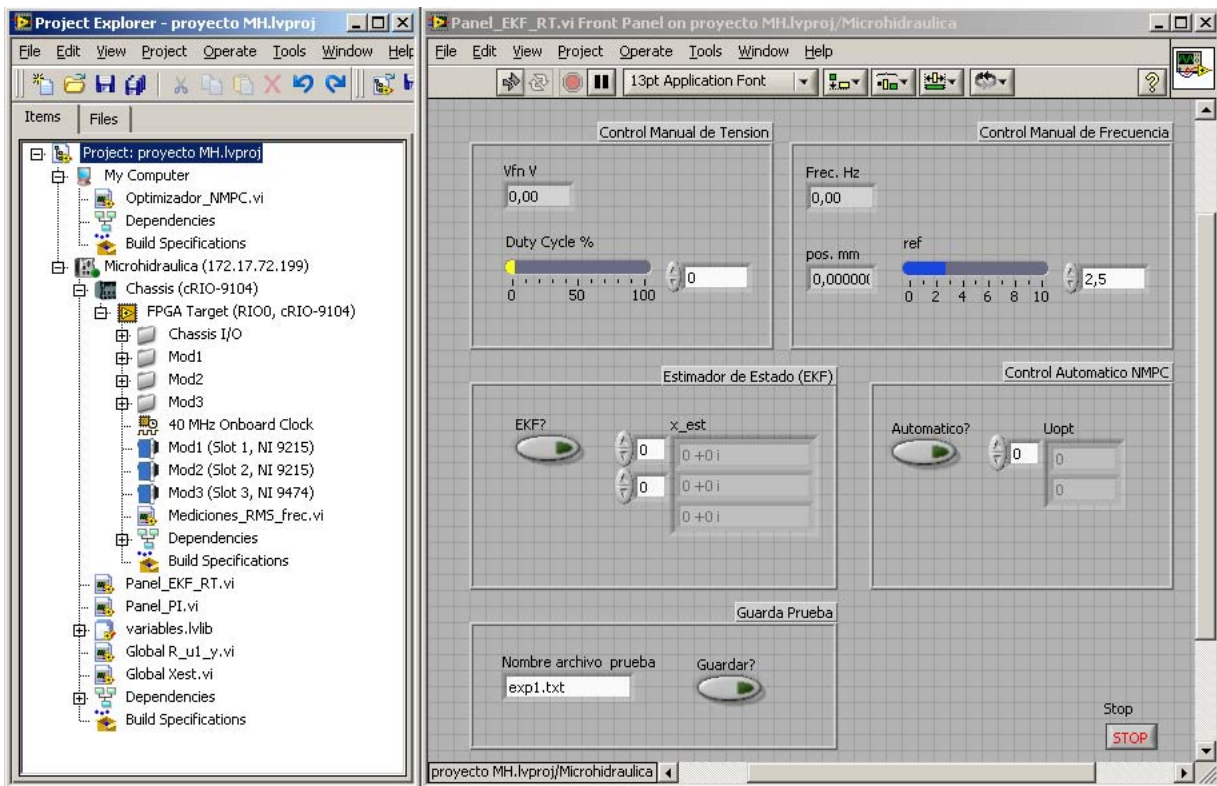 Project Explorer - proyecto MH.lvproj
File Edit View Project Operate Tools Window Help
Items Files
Project: proyecto MH.lvproj
My Computer
Optimizador_NMPC.vi
Dependencies
Build Specifications
Microhidraulica (172.17.72.199)
Chassis (cRIO-9104)
FPGA Target (RIO0, cRIO-9104)
Chassis I/O
Mod1
Mod2
Mod3
40 MHz Onboard Clock
Mod1 (Slot 1, NI 9215)
Mod2 (Slot 2, NI 9215)
Mod3 (Slot 3, NI 9474)
Mediciones_RMS_frec.vi
Dependencies
Build Specifications
Panel_EKF_RT.vi
Panel_PI.vi
variables.lvlib
Global R_u1_y.vi
Global Xest.vi
Dependencies
Build Specifications
Panel_EKF_RT.vi Front Panel on proyecto MH.lvproj/Microhidraulica
File Edit View Project Operate Tools Window Help
13pt Application Font
Control Manual de Tension
Vfn V
0,00
Duty Cycle %
0
0 50 100
Control Manual de Frecuencia
Frec. Hz
0,00
pos. mm
0,000000
ref
2,5
0 2 4 6 8 10
Estimador de Estado (EKF)
EKF?
x_est
0
0 +0 i
0
0 +0 i
0 +0 i
Control Automatico NMPC
Automatico?
Uopt
0
0
0
Guarda Prueba
Nombre archivo prueba
exp1.txt
Guardar?
Stop
STOP
proyecto MH.lvproj/Microhidraulica